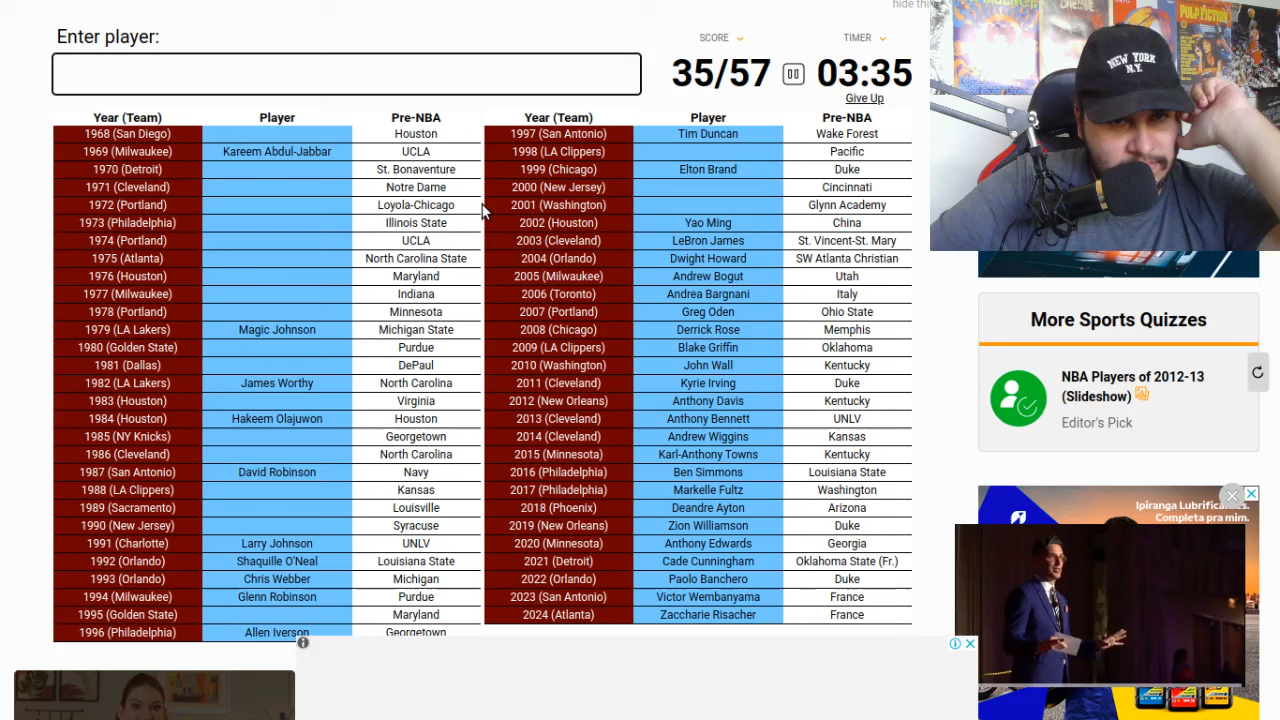 hide thi
Enter player:
SCORE
TIMER
35/57
03:35
Give Up
Year (Team) Player Pre-NBA
1968 (San Diego) Houston
1969 (Milwaukee) Kareem Abdul-Jabbar UCLA
1970 (Detroit) St. Bonaventure
1971 (Cleveland) Notre Dame
1972 (Portland) Loyola-Chicago
1973 (Philadelphia) Illinois State
1974 (Portland) UCLA
1975 (Atlanta) North Carolina State
1976 (Houston) Maryland
1977 (Milwaukee) Indiana
1978 (Portland) Minnesota
1979 (LA Lakers) Magic Johnson Michigan State
1980 (Golden State) Purdue
1981 (Dallas) DePaul
1982 (LA Lakers) James Worthy North Carolina
1983 (Houston) Virginia
1984 (Houston) Hakeem Olajuwon Houston
1985 (NY Knicks) Georgetown
1986 (Cleveland) North Carolina
1987 (San Antonio) David Robinson Navy
1988 (LA Clippers) Kansas
1989 (Sacramento) Louisville
1990 (New Jersey) Syracuse
1991 (Charlotte) Larry Johnson UNLV
1992 (Orlando) Shaquille O'Neal Louisiana State
1993 (Orlando) Chris Webber Michigan
1994 (Milwaukee) Glenn Robinson Purdue
1995 (Golden State) Maryland
1996 (Philadelphia) Allen Iverson Georgetown
Year (Team) Player Pre-NBA
1997 (San Antonio) Tim Duncan Wake Forest
1998 (LA Clippers) Pacific
1999 (Chicago) Elton Brand Duke
2000 (New Jersey) Cincinnati
2001 (Washington) Glynn Academy
2002 (Houston) Yao Ming China
2003 (Cleveland) LeBron James St. Vincent-St. Mary
2004 (Orlando) Dwight Howard SW Atlanta Christian
2005 (Milwaukee) Andrew Bogut Utah
2006 (Toronto) Andrea Bargnani Italy
2007 (Portland) Greg Oden Ohio State
2008 (Chicago) Derrick Rose Memphis
2009 (LA Clippers) Blake Griffin Oklahoma
2010 (Washington) John Wall Kentucky
2011 (Cleveland) Kyrie Irving Duke
2012 (New Orleans) Anthony Davis Kentucky
2013 (Cleveland) Anthony Bennett UNLV
2014 (Cleveland) Andrew Wiggins Kansas
2015 (Minnesota) Karl-Anthony Towns Kentucky
2016 (Philadelphia) Ben Simmons Louisiana State
2017 (Philadelphia) Markelle Fultz Washington
2018 (Phoenix) Deandre Ayton Arizona
2019 (New Orleans) Zion Williamson Duke
2020 (Minnesota) Anthony Edwards Georgia
2021 (Detroit) Cade Cunningham Oklahoma State (Fr.)
2022 (Orlando) Paolo Banchero Duke
2023 (San Antonio) Victor Wembanyama France
2024 (Atlanta) Zaccharie Risacher France
NEW YORK
N.Y.
PULP FICTION
More Sports Quizzes
NBA Players of 2012-13
(Slideshow)
Editor's Pick
Ipiranga Lubrificantes.
Completa pra mim.